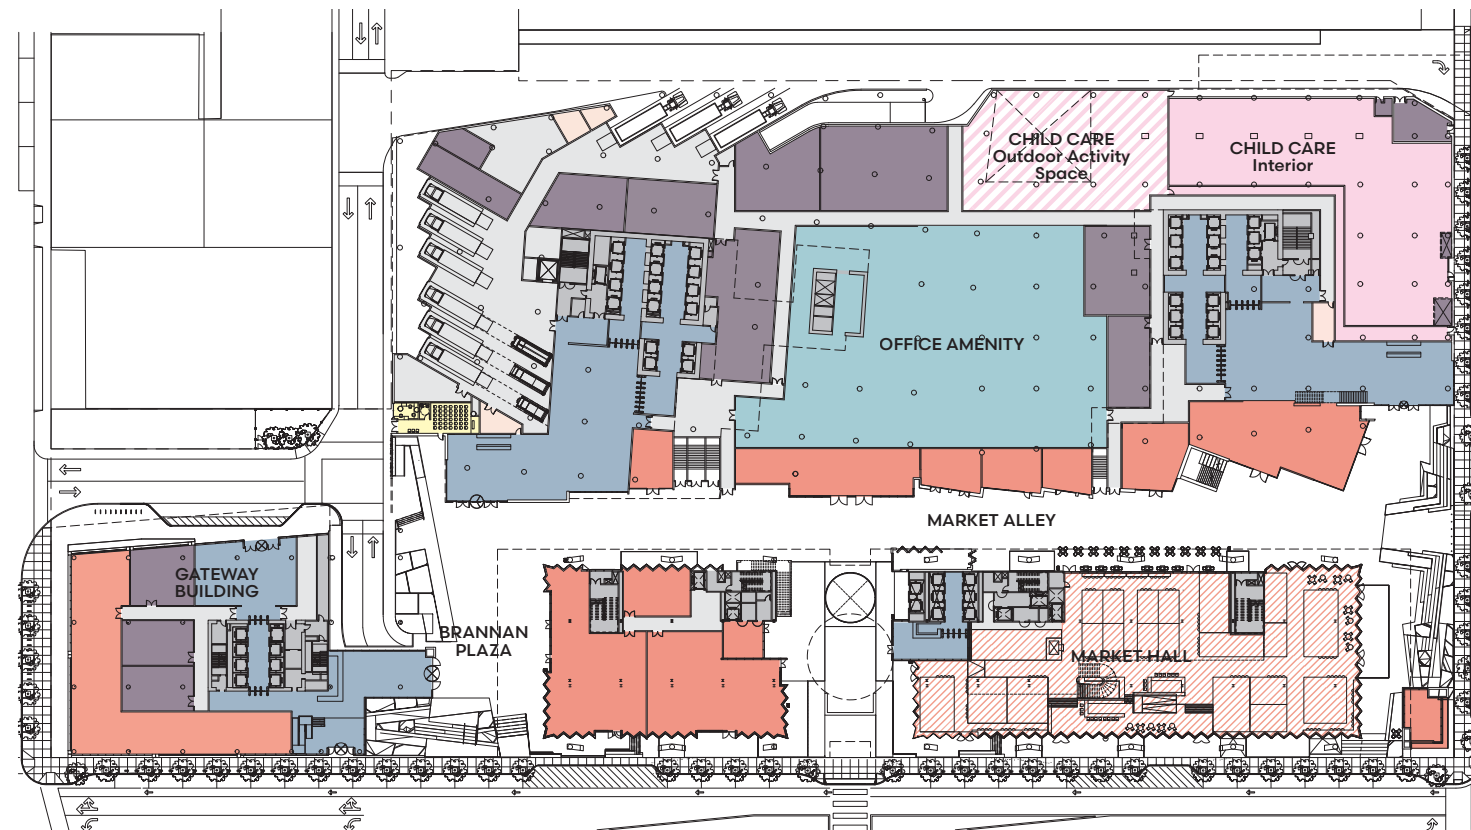 CHILD CARE
Outdoor Activity
Space
CHILD CARE
Interior
OFFICE AMENITY
MARKET ALLEY
GATEWAY
BUILDING
BRANNAN
PLAZA
MARKET HALL